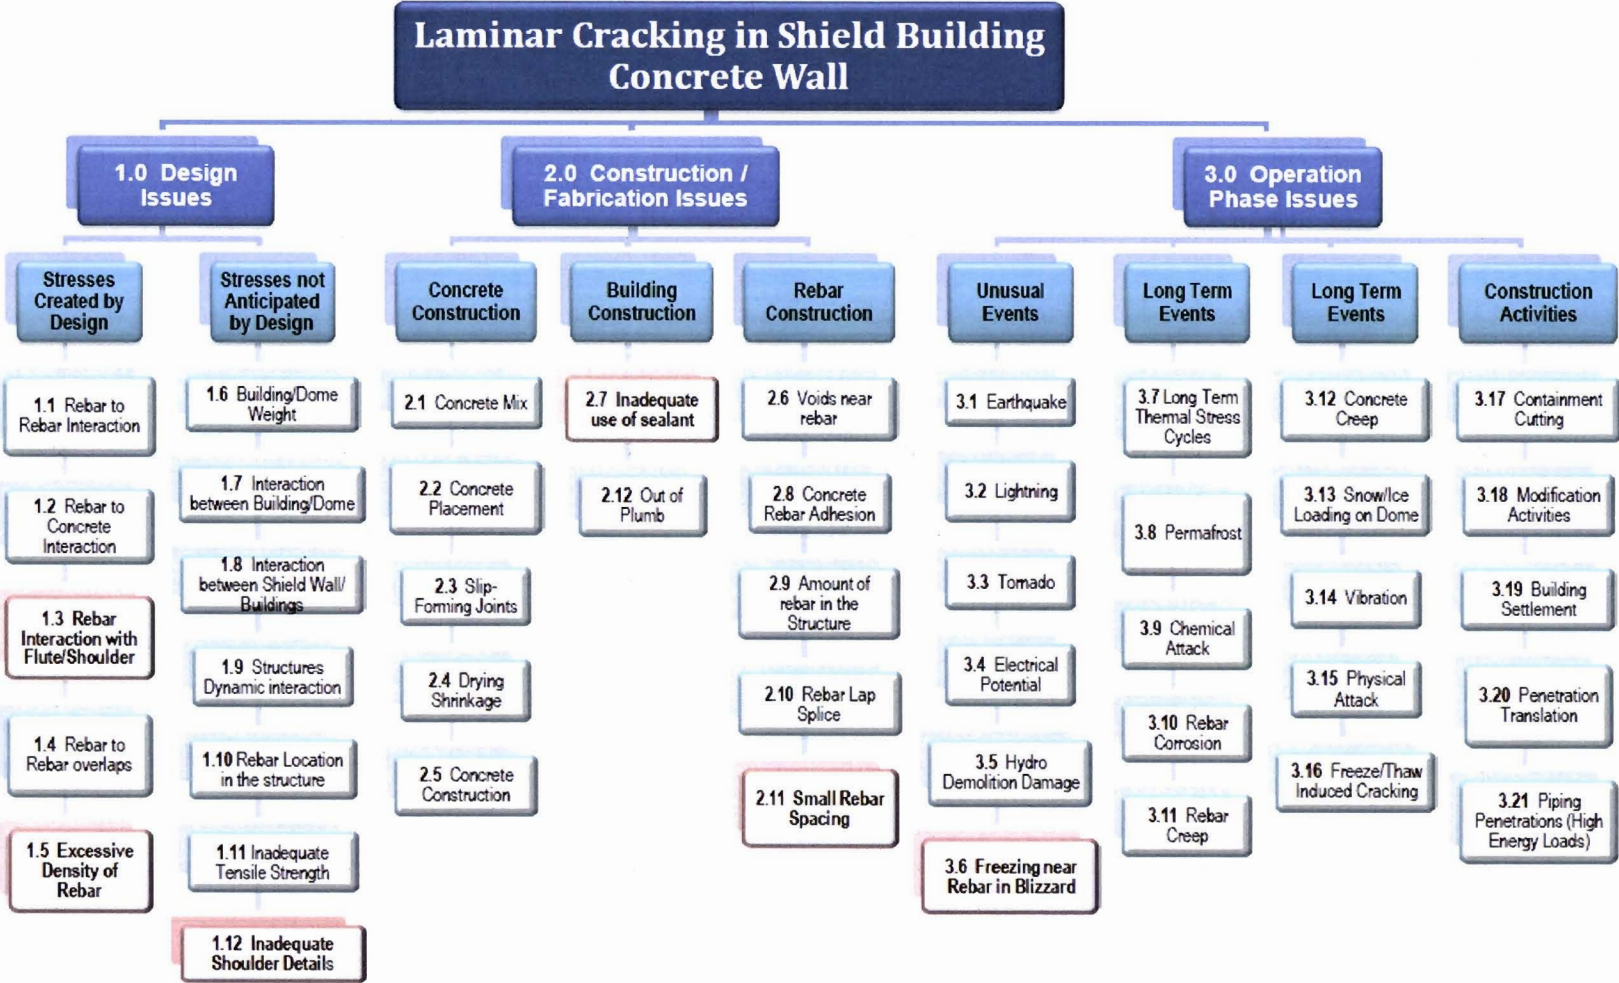 Laminar Cracking in Shield Building
Concrete Wall
1.0 Design
Issues
2.0 Construction /
Fabrication Issues
3.0 Operation
Phase Issues
Stresses
Created by
Design
Stresses not
Anticipated
by Design
Concrete
Construction
Building
Construction
Rebar
Construction
Unusual
Events
Long Term
Events
Long Term
Events
Construction
Activities
1.1 Rebar to
Rebar Interaction
1.2 Rebar to
Concrete
Interaction
1.3 Rebar
Interaction with
Flute/Shoulder
1.4 Rebar to
Rebar overlaps
1.5 Excessive
Density of
Rebar
1.6 Building/Dome
Weight
1.7 Interaction
between Building/Dome
1.8 Interaction
between Shield Wall/
Buildings
1.9 Structures
Dynamic interaction
1.10 Rebar Location
in the structure
1.11 Inadequate
Tensile Strength
1.12 Inadequate
Shoulder Details
2.1 Concrete Mix
2.2 Concrete
Placement
2.3 Slip-
Forming Joints
2.4 Drying
Shrinkage
2.5 Concrete
Construction
2.7 Inadequate
use of sealant
2.12 Out of
Plumb
2.6 Voids near
rebar
2.8 Concrete
Rebar Adhesion
2.9 Amount of
rebar in the
Structure
2.10 Rebar Lap
Splice
2.11 Small Rebar
Spacing
3.1 Earthquake
3.2 Lightning
3.3 Tornado
3.4 Electrical
Potential
3.5 Hydro
Demolition Damage
3.6 Freezing near
Rebar in Blizzard
3.7 Long Term
Thermal Stress
Cycles
3.8 Permafrost
3.9 Chemical
Attack
3.10 Rebar
Corrosion
3.11 Rebar
Creep
3.12 Concrete
Creep
3.13 Snow/Ice
Loading on Dome
3.14 Vibration
3.15 Physical
Attack
3.16 Freeze/Thaw
Induced Cracking
3.17 Containment
Cutting
3.18 Modification
Activities
3.19 Building
Settlement
3.20 Penetration
Translation
3.21 Piping
Penetrations (High
Energy Loads)